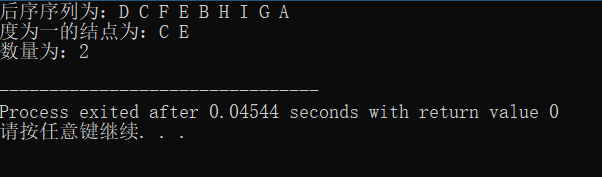 后序序列为：D C F E B H I G A
度为一的结点为：C E
数量为：2
--------------------------------
Process exited after 0.04544 seconds with return value 0
请按任意键继续. . .